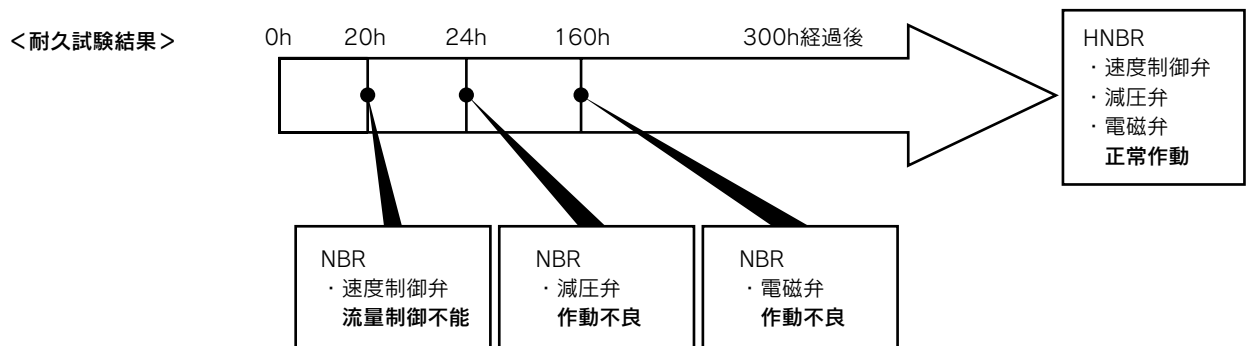 ＜耐久試験結果＞
0h 20h 24h 160h 300h経過後
HNBR
・速度制御弁
・減圧弁
・電磁弁
正常作動
NBR
・速度制御弁
流量制御不能
NBR
・減圧弁
作動不良
NBR
・電磁弁
作動不良